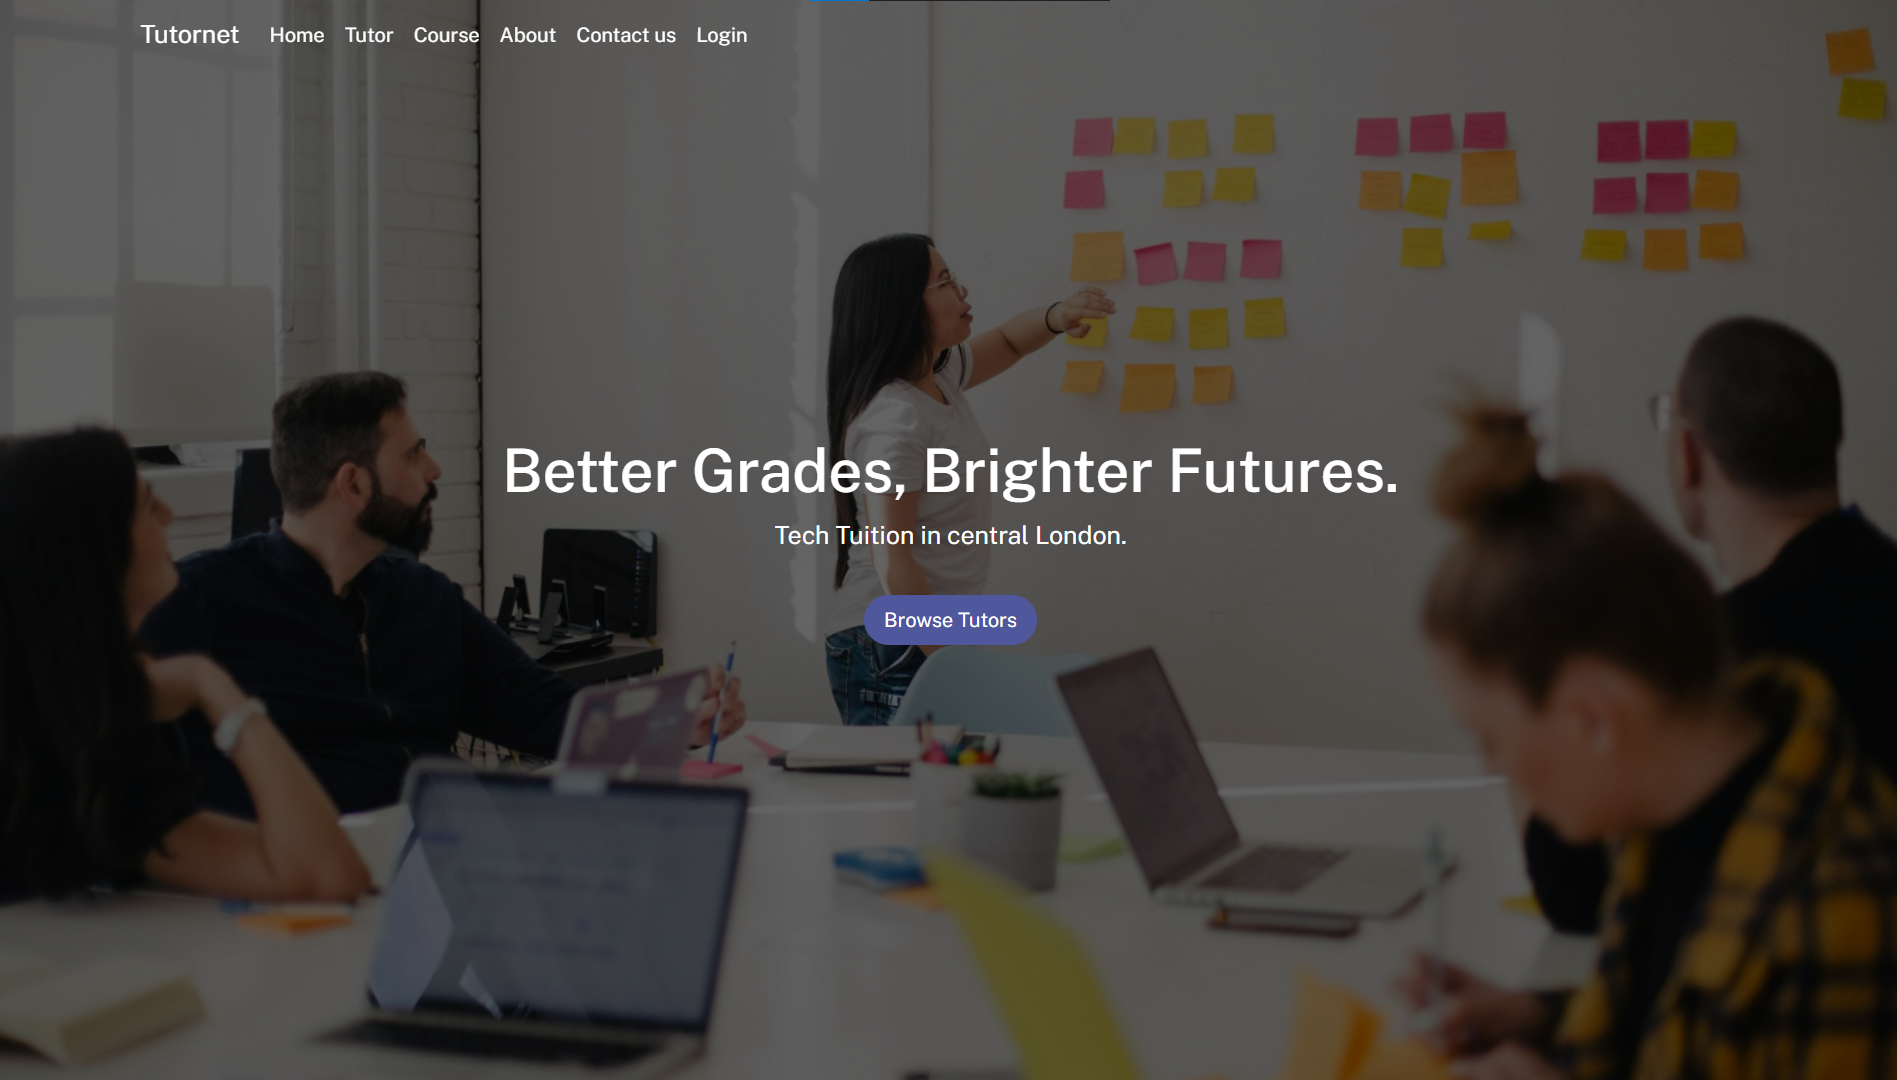 Tutornet Home Tutor Course About Contact us Login
Better Grades, Brighter Futures.
Tech Tuition in central London.
Browse Tutors